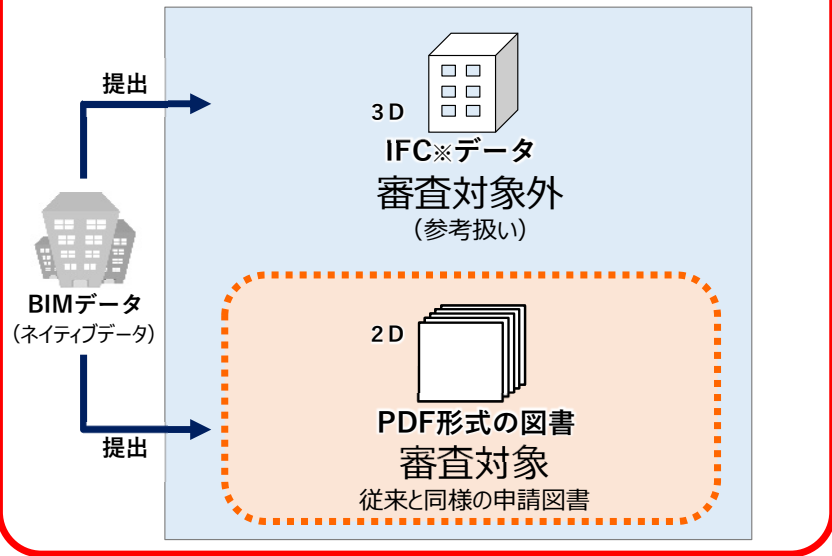 提出
3D
IFC※データ
審査対象外
（参考扱い）
BIMデータ
（ネイティブデータ）
2D
PDF形式の図書
審査対象
従来と同様の申請図書
提出